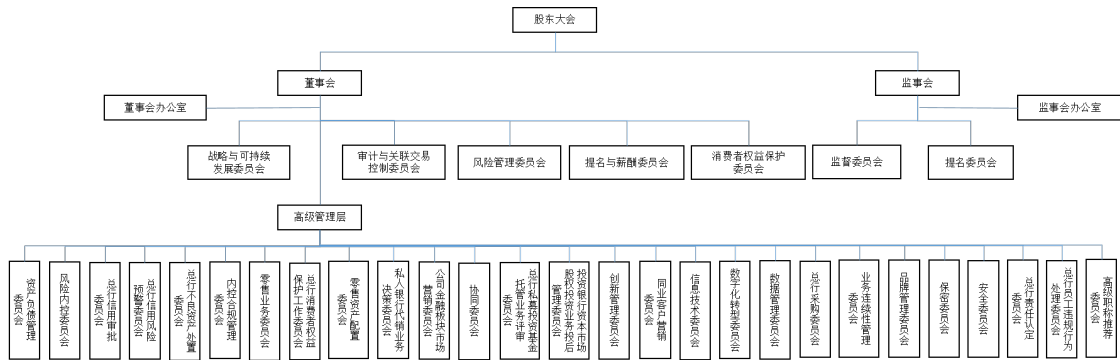 股东大会
董事会
监事会
董事会办公室
监事会办公室
战略与可持续
发展委员会
审计与关联交易
控制委员会
风险管理委员会
提名与薪酬委员会
消费者权益保护
委员会
监督委员会
提名委员会
高级管理层
资产负债管理
委员会
风险内控委员会
总行信用审批
委员会
总行信用风险
预警委员会
总行不良资产处置
委员会
内控合规管理
委员会
零售业务委员会
总行消费者权益
保护工作委员会
零售资产配置
委员会
私人银行代销业务
决策委员会
公司金融板块市场
营销委员会
协同委员会
总行私募投资基金
托管业务评审
委员会
投资银行资本市场
股权投资业务投后
管理委员会
创新管理委员会
同业客户营销
委员会
信息技术委员会
数字化转型委员会
数据管理委员会
总行采购委员会
业务连续性管理
委员会
品牌管理委员会
保密委员会
安全委员会
总行责任认定
委员会
总行员工违规行为
处理委员会
高级职称推荐
委员会